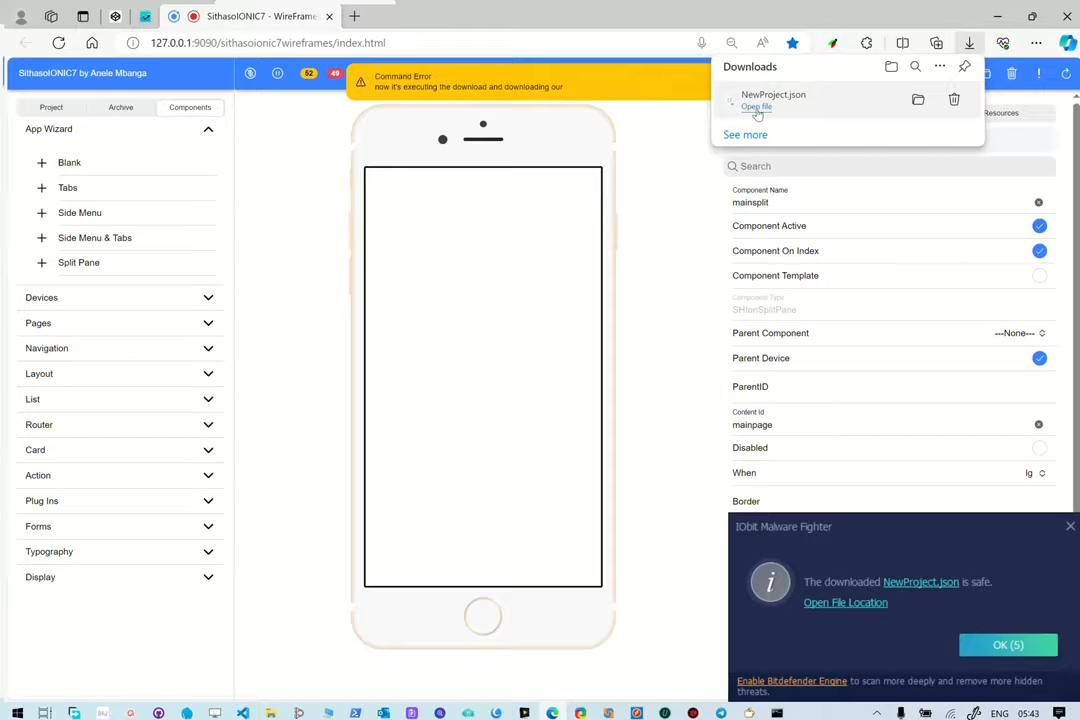 SithasoIONIC7 - WireFrames
127.0.0.1:9090/sithasoionic7wireframes/index.html
SithasoIONIC7 by Anele Mbanga
52
49
Command Error
now it's executing the download and downloading our
Downloads
NewProject.json
Open file
See more
Project
Archive
Components
Resources
App Wizard
Blank
Tabs
Side Menu
Side Menu & Tabs
Split Pane
Devices
Pages
Navigation
Layout
List
Router
Card
Action
Plug Ins
Forms
Typography
Display
Search
Component Name
mainsplit
Component Active
Component On Index
Component Template
Component Type
SHIonSplitPane
Parent Component
---None---
Parent Device
ParentID
Content Id
mainpage
Disabled
When
lg
Border
IObit Malware Fighter
The downloaded NewProject.json is safe.
Open File Location
OK (5)
Enable Bitdefender Engine to scan more deeply and remove more hidden
threats.
ENG
05:43